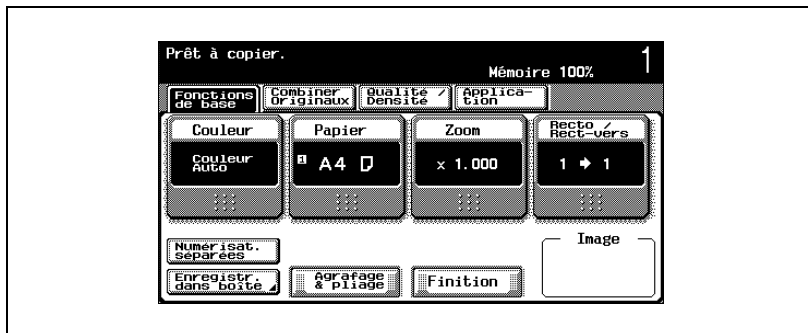 Prêt à copier.
Mémoire 100%
1
Fonctions
de base
Combiner
Originaux
Qualité /
Densité
Applica-
tion
Couleur
Papier
Zoom
Recto /
Rect-vers
Couleur
Auto
1 A4
x 1.000
1 → 1
Image
Numérisat.
séparées
Enregistr.
dans boîte
Agrafage
& pliage
Finition